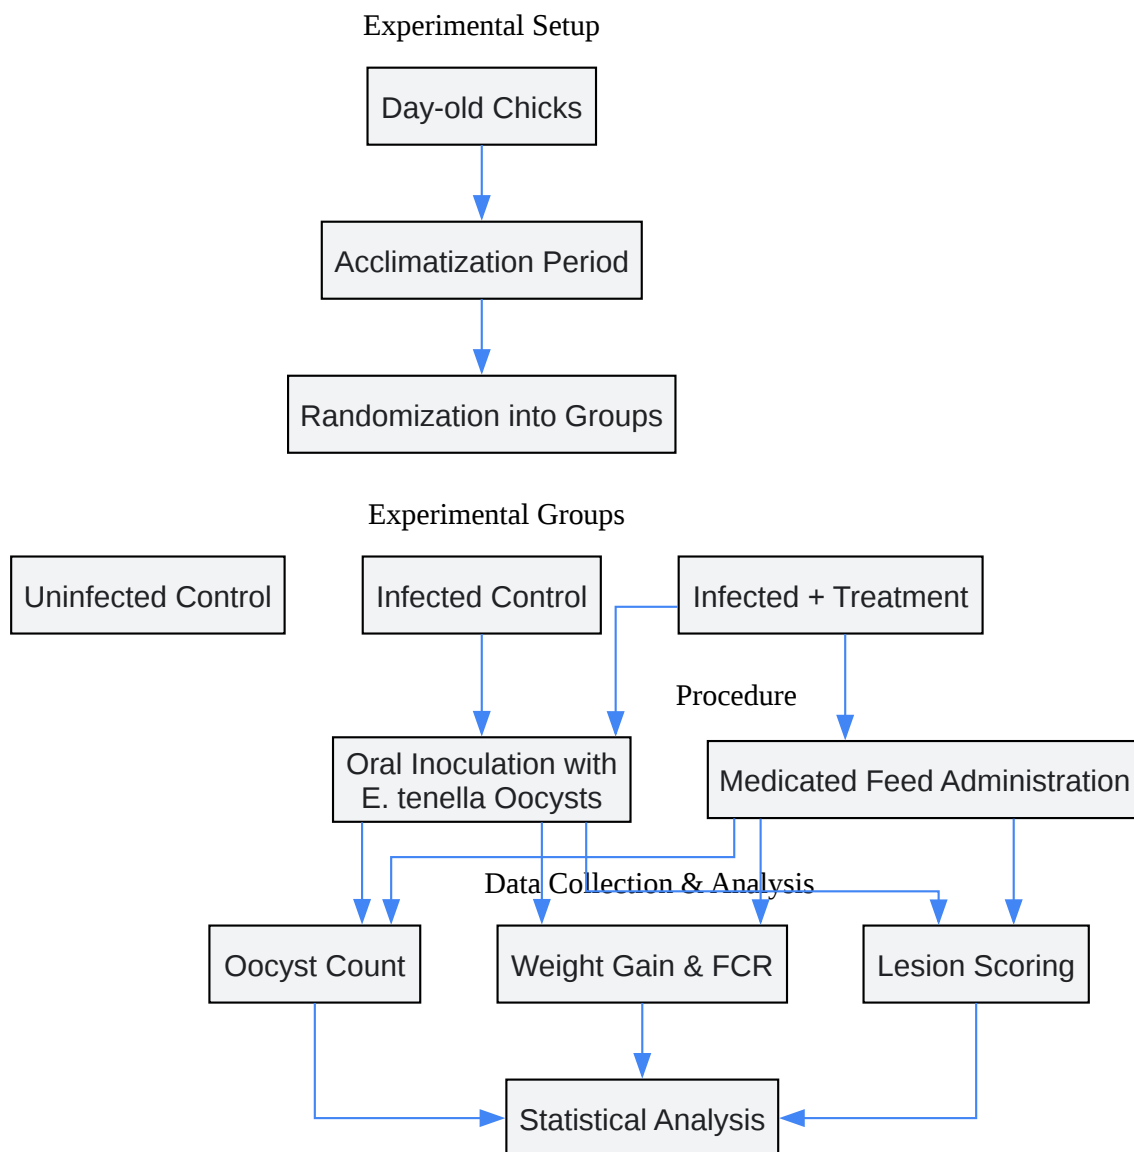 Experimental Setup
Day-old Chicks
Acclimatization Period
Randomization into Groups
Experimental Groups
Uninfected Control
Infected Control
Infected + Treatment
Procedure
Oral Inoculation with
E. tenella Oocysts
Medicated Feed Administration
Data Collection & Analysis
Oocyst Count
Weight Gain & FCR
Lesion Scoring
Statistical Analysis